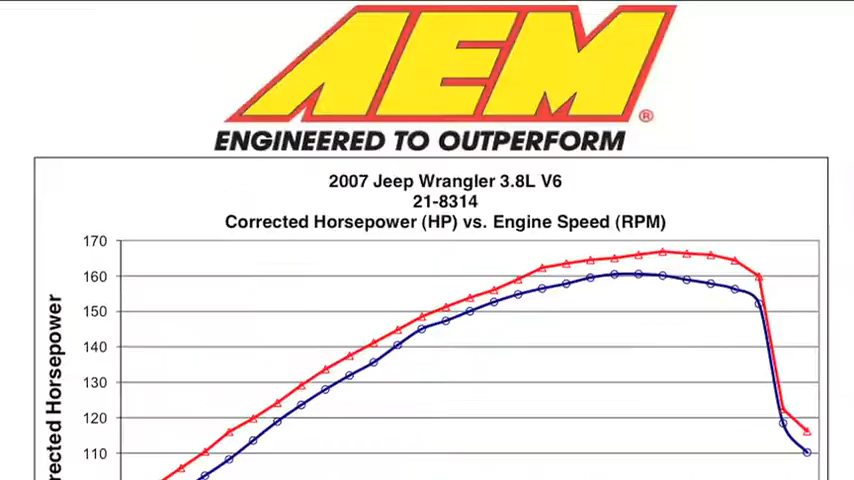 AEM®
ENGINEERED TO OUTPERFORM
2007 Jeep Wrangler 3.8L V6
21-8314
Corrected Horsepower (HP) vs. Engine Speed (RPM)
170
160
150
140
130
120
110
Horsepower